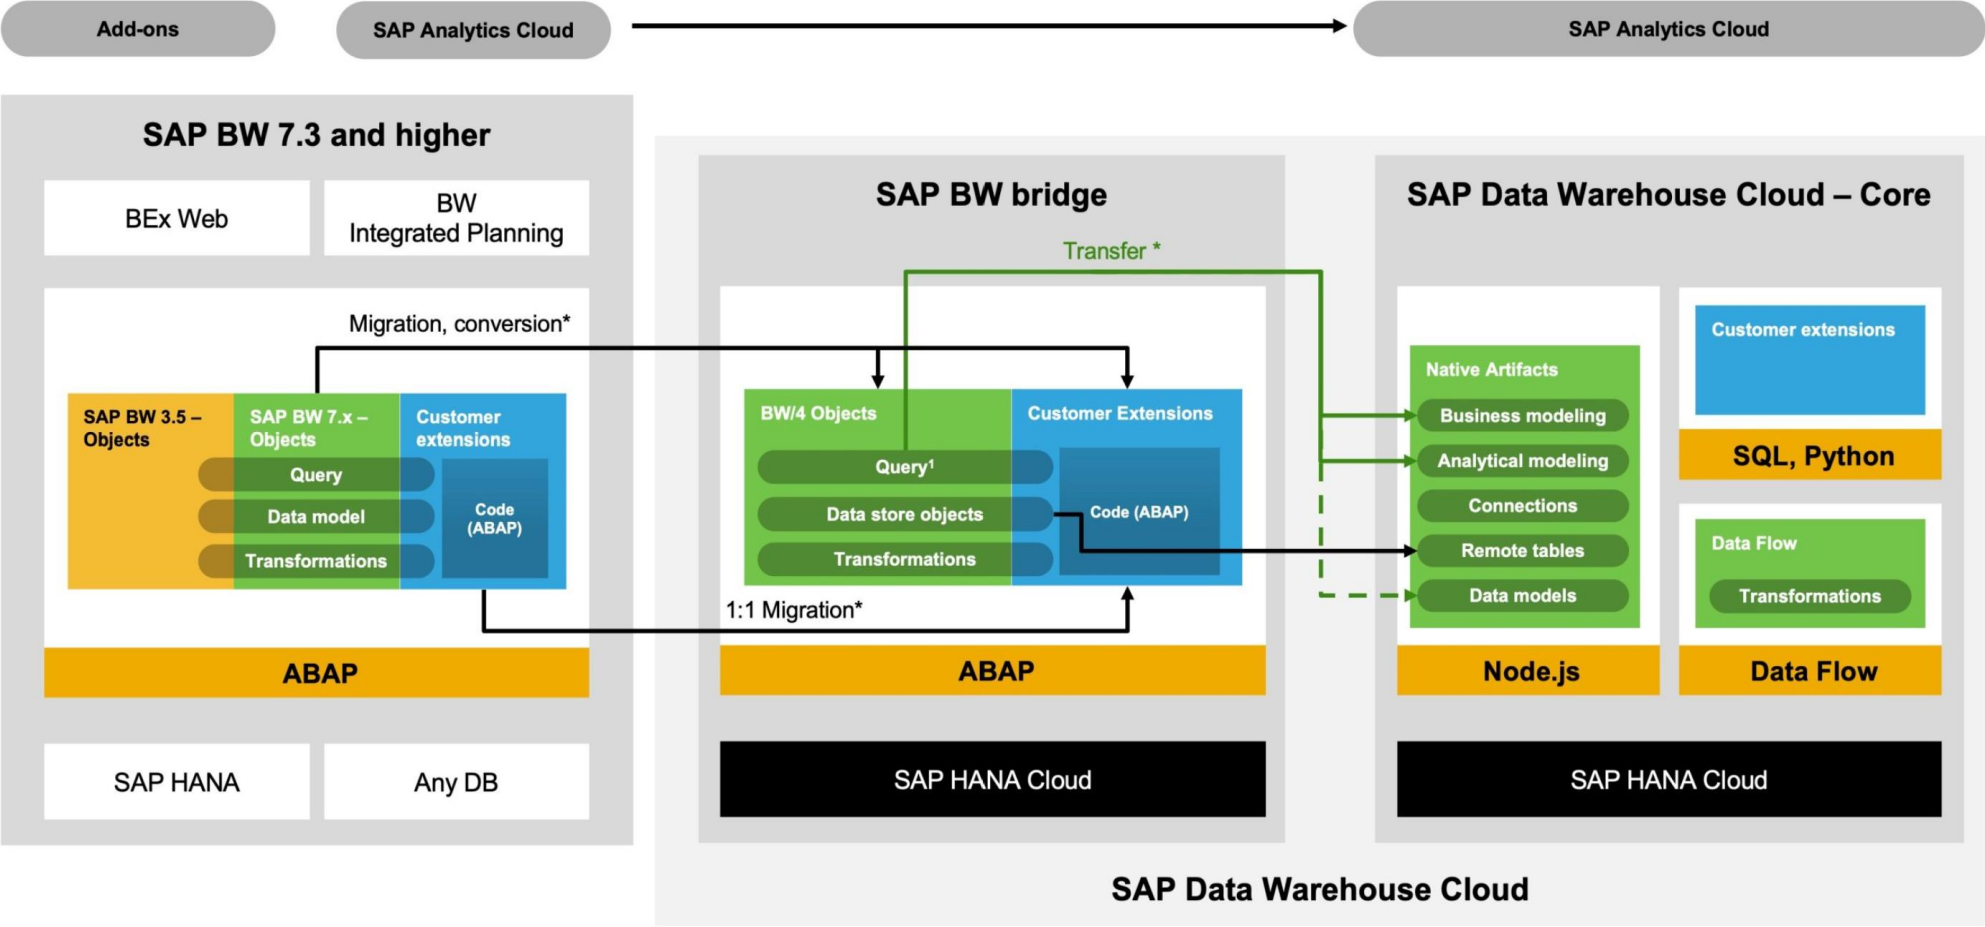 Add-ons
SAP Analytics Cloud
SAP Analytics Cloud
SAP BW 7.3 and higher
BEx Web
BW
Integrated Planning
Migration, conversion*
SAP BW 3.5 –
Objects
SAP BW 7.x –
Objects
Customer
extensions
Query
Data model
Transformations
Code
(ABAP)
ABAP
SAP HANA
Any DB
SAP BW bridge
Transfer *
BW/4 Objects
Customer Extensions
Query¹
Data store objects
Transformations
Code (ABAP)
1:1 Migration*
ABAP
SAP HANA Cloud
SAP Data Warehouse Cloud – Core
Native Artifacts
Business modeling
Analytical modeling
Connections
Remote tables
Data models
Node.js
Customer extensions
SQL, Python
Data Flow
Transformations
Data Flow
SAP HANA Cloud
SAP Data Warehouse Cloud